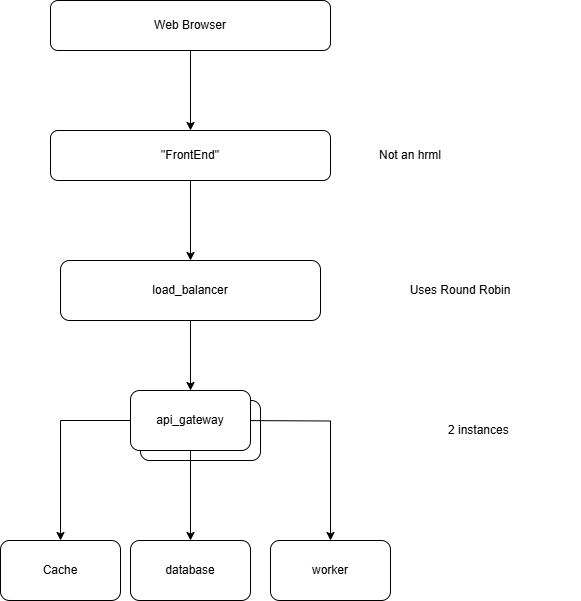 Web Browser
"FrontEnd"
Not an hrml
load_balancer
Uses Round Robin
api_gateway
2 instances
Cache
database
worker